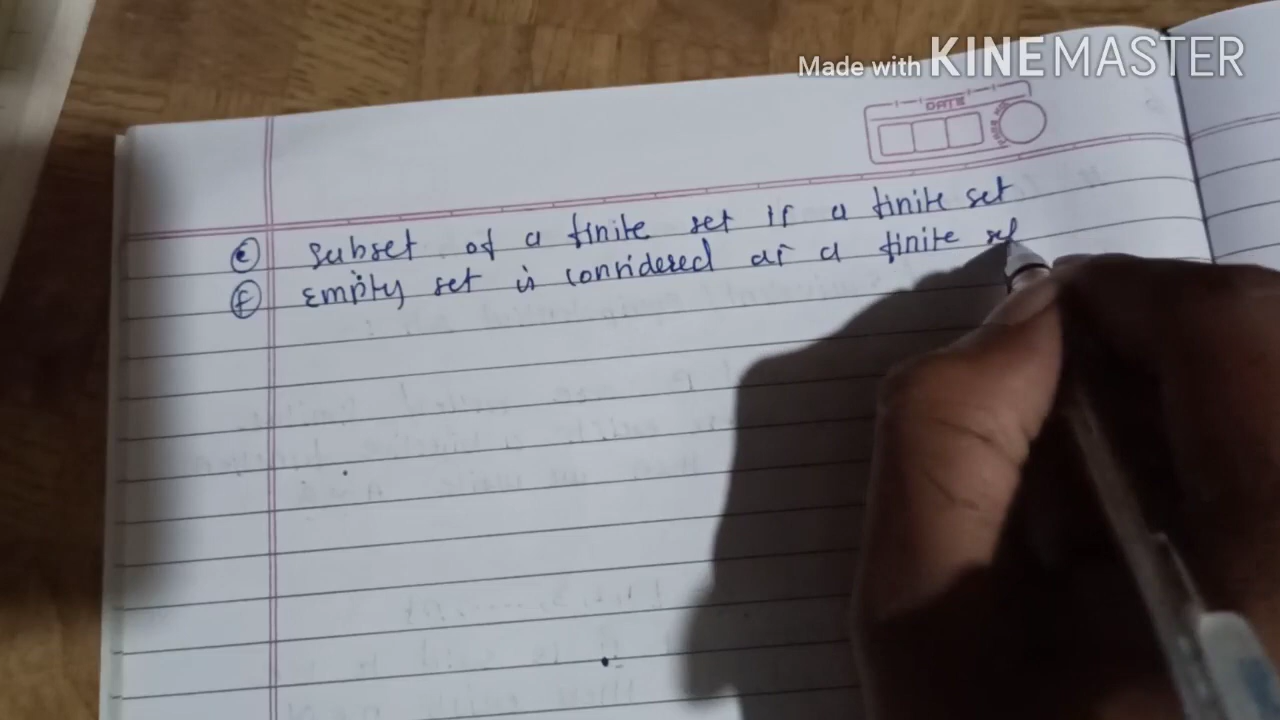 Made with KINEMASTER
DATE
(e) Subset of a finite set is a finite set
(f) Empty set is considered as a finite set